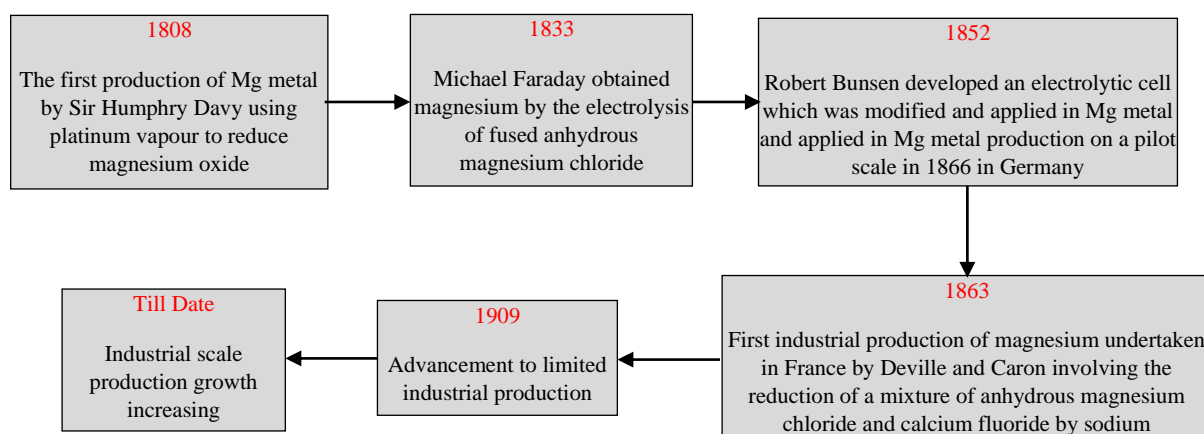 1808
The first production of Mg metal
by Sir Humphry Davy using
platinum vapour to reduce
magnesium oxide
1833
Michael Faraday obtained
magnesium by the electrolysis
of fused anhydrous
magnesium chloride
1852
Robert Bunsen developed an electrolytic cell
which was modified and applied in Mg metal
and applied in Mg metal production on a pilot
scale in 1866 in Germany
1863
First industrial production of magnesium undertaken
in France by Deville and Caron involving the
reduction of a mixture of anhydrous magnesium
chloride and calcium fluoride by sodium
1909
Advancement to limited
industrial production
Till Date
Industrial scale
production growth
increasing